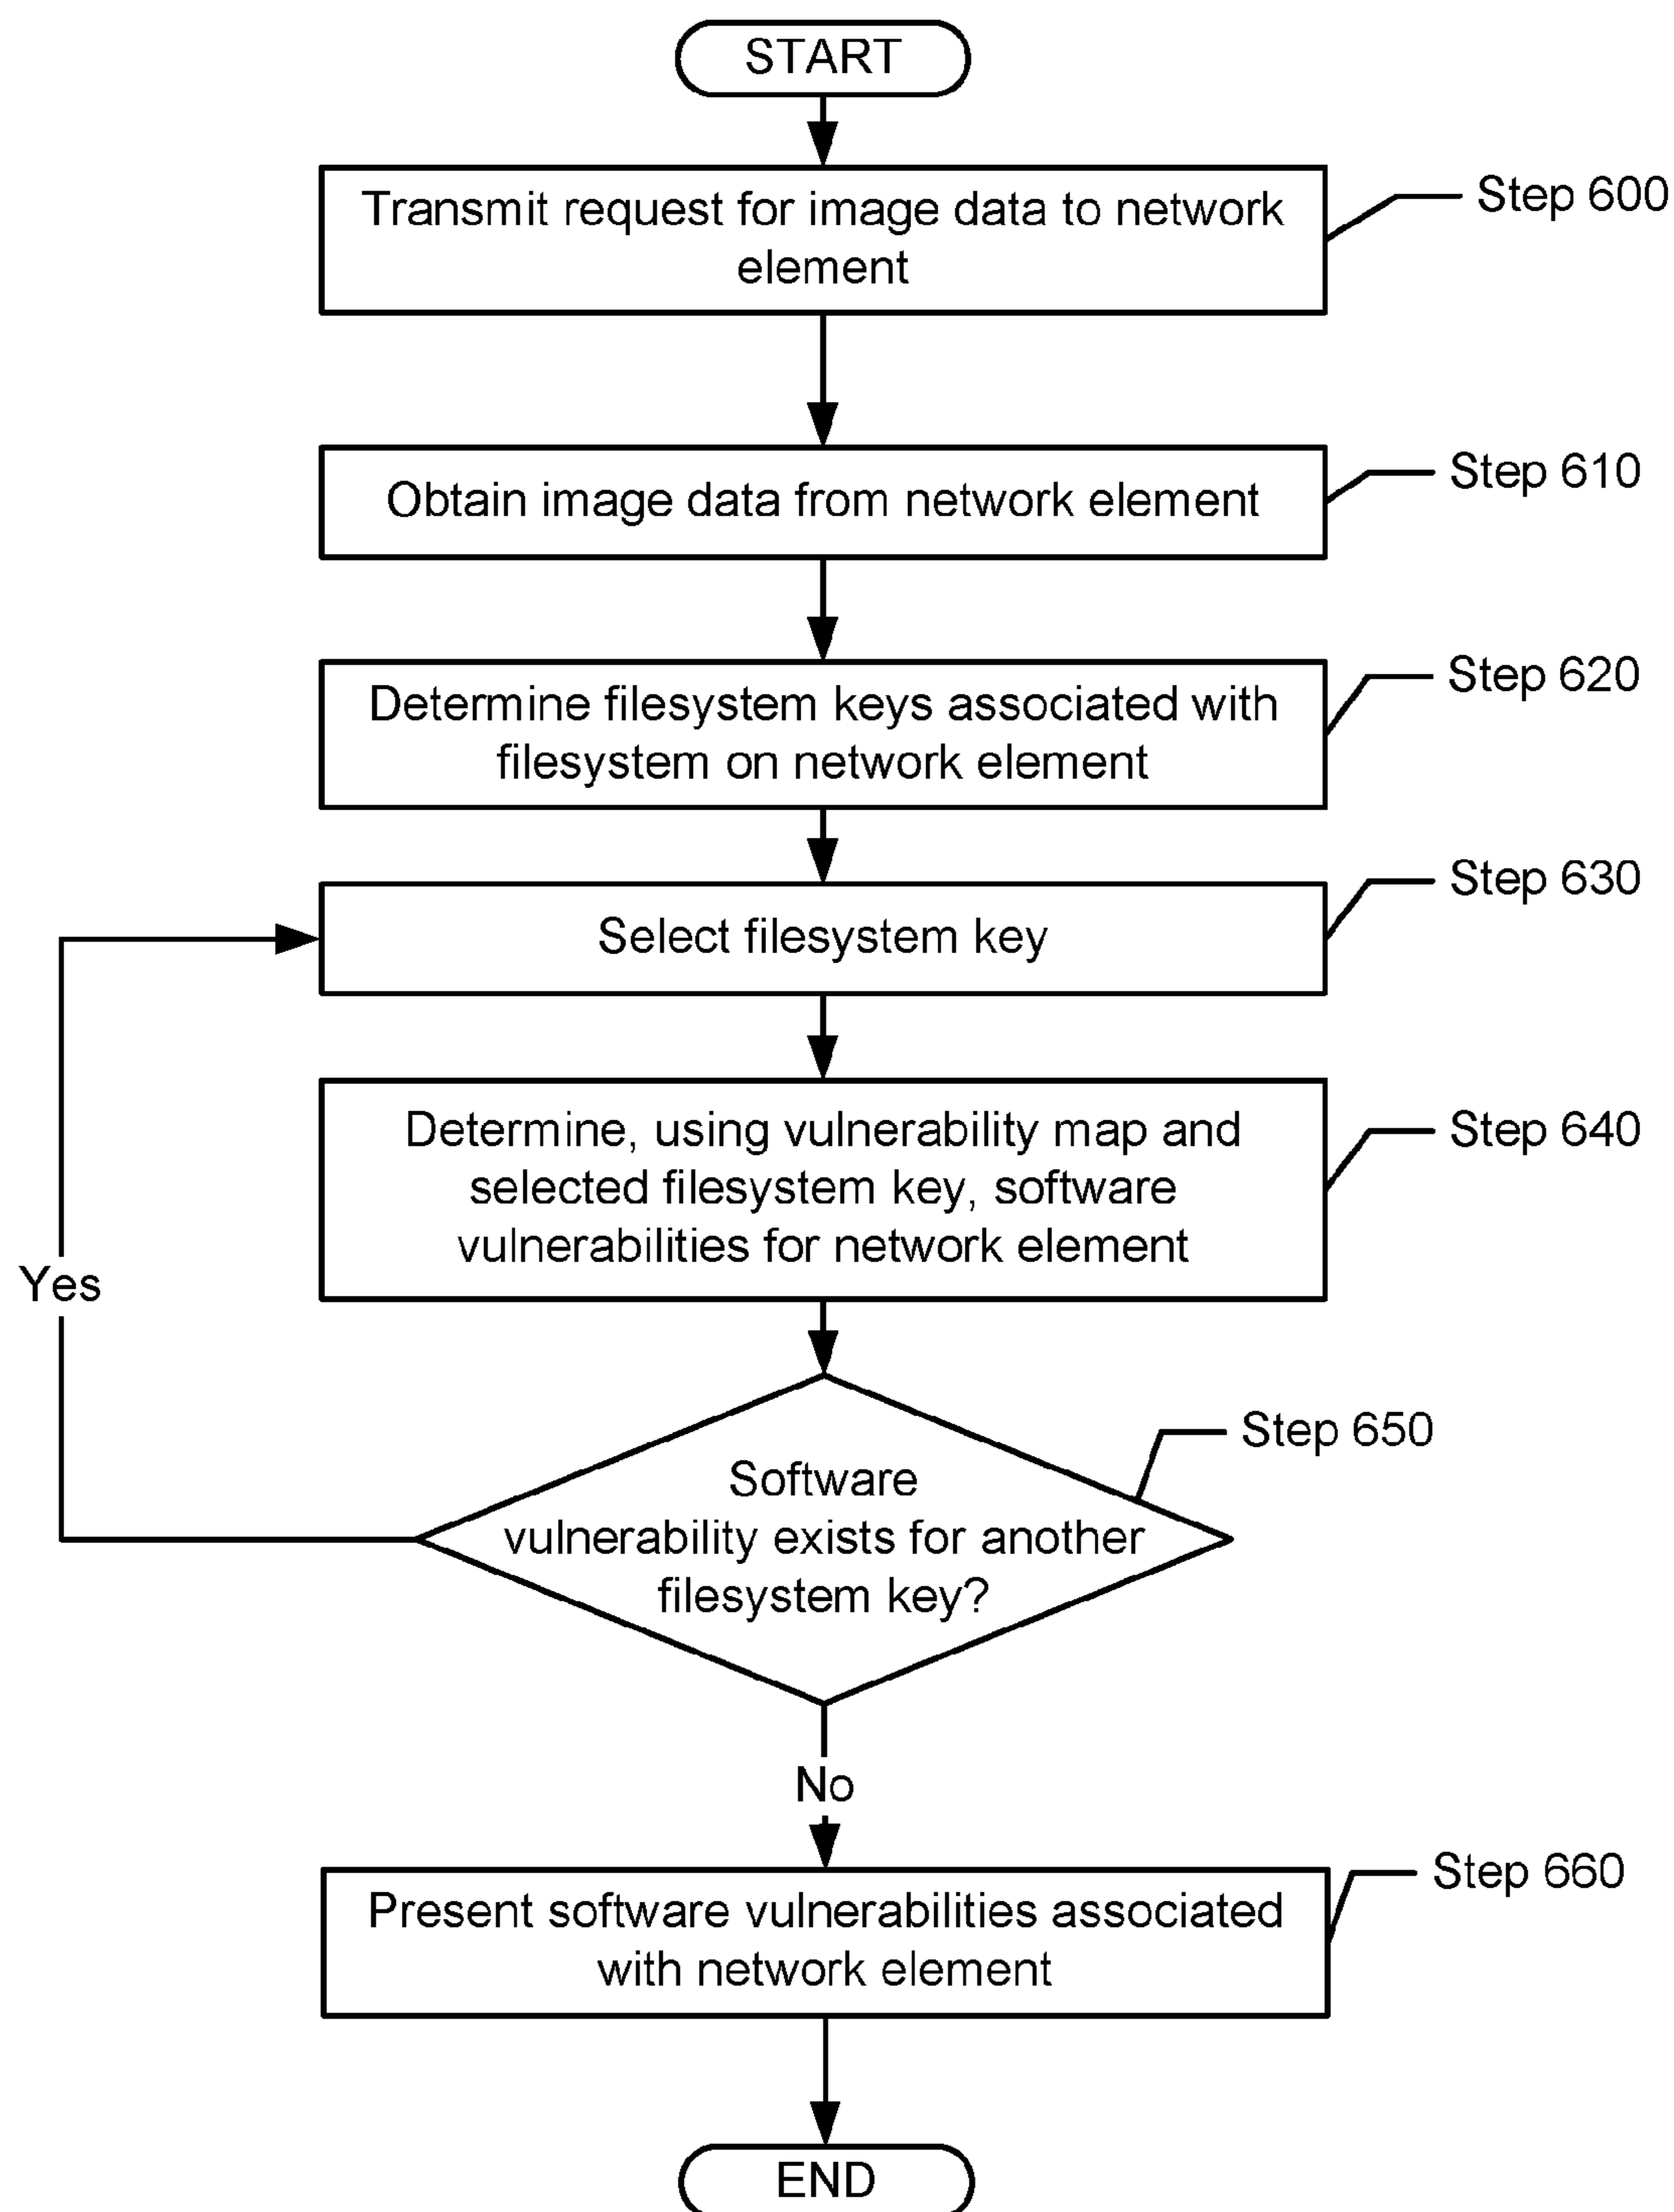 START
Transmit request for image data to network
element
Step 600
Obtain image data from network element
Step 610
Determine filesystem keys associated with
filesystem on network element
Step 620
Select filesystem key
Step 630
Determine, using vulnerability map and
selected filesystem key, software
vulnerabilities for network element
Step 640
Yes
Software
vulnerability exists for another
filesystem key?
Step 650
No
Present software vulnerabilities associated
with network element
Step 660
END